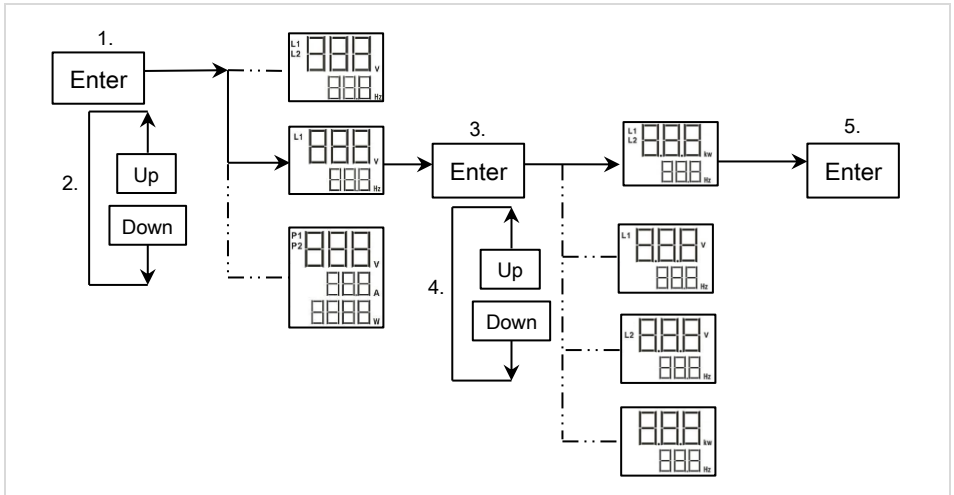 1.
Enter
2.
Up
Down
L1
L2
V
Hz
L1
V
Hz
P1
P2
V
A
W
3.
Enter
4.
Up
Down
L1
L2
kw
Hz
L1
V
Hz
L2
V
Hz
kw
Hz
5.
Enter